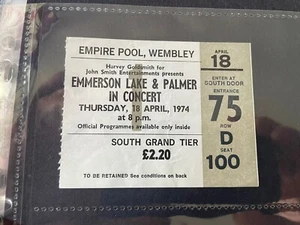 EMPIRE POOL, WEMBLEY
Harvey Goldsmith for
John Smith Entertainments presents
EMMERSON LAKE & PALMER
IN CONCERT
THURSDAY, 18 APRIL, 1974
at 8 p.m.
Official Programmes available only inside
SOUTH GRAND TIER
£2.20
TO BE RETAINED See conditions on back
APRIL
18
ENTER AT
SOUTH DOOR
ENTRANCE
75
ROW
D
SEAT
100